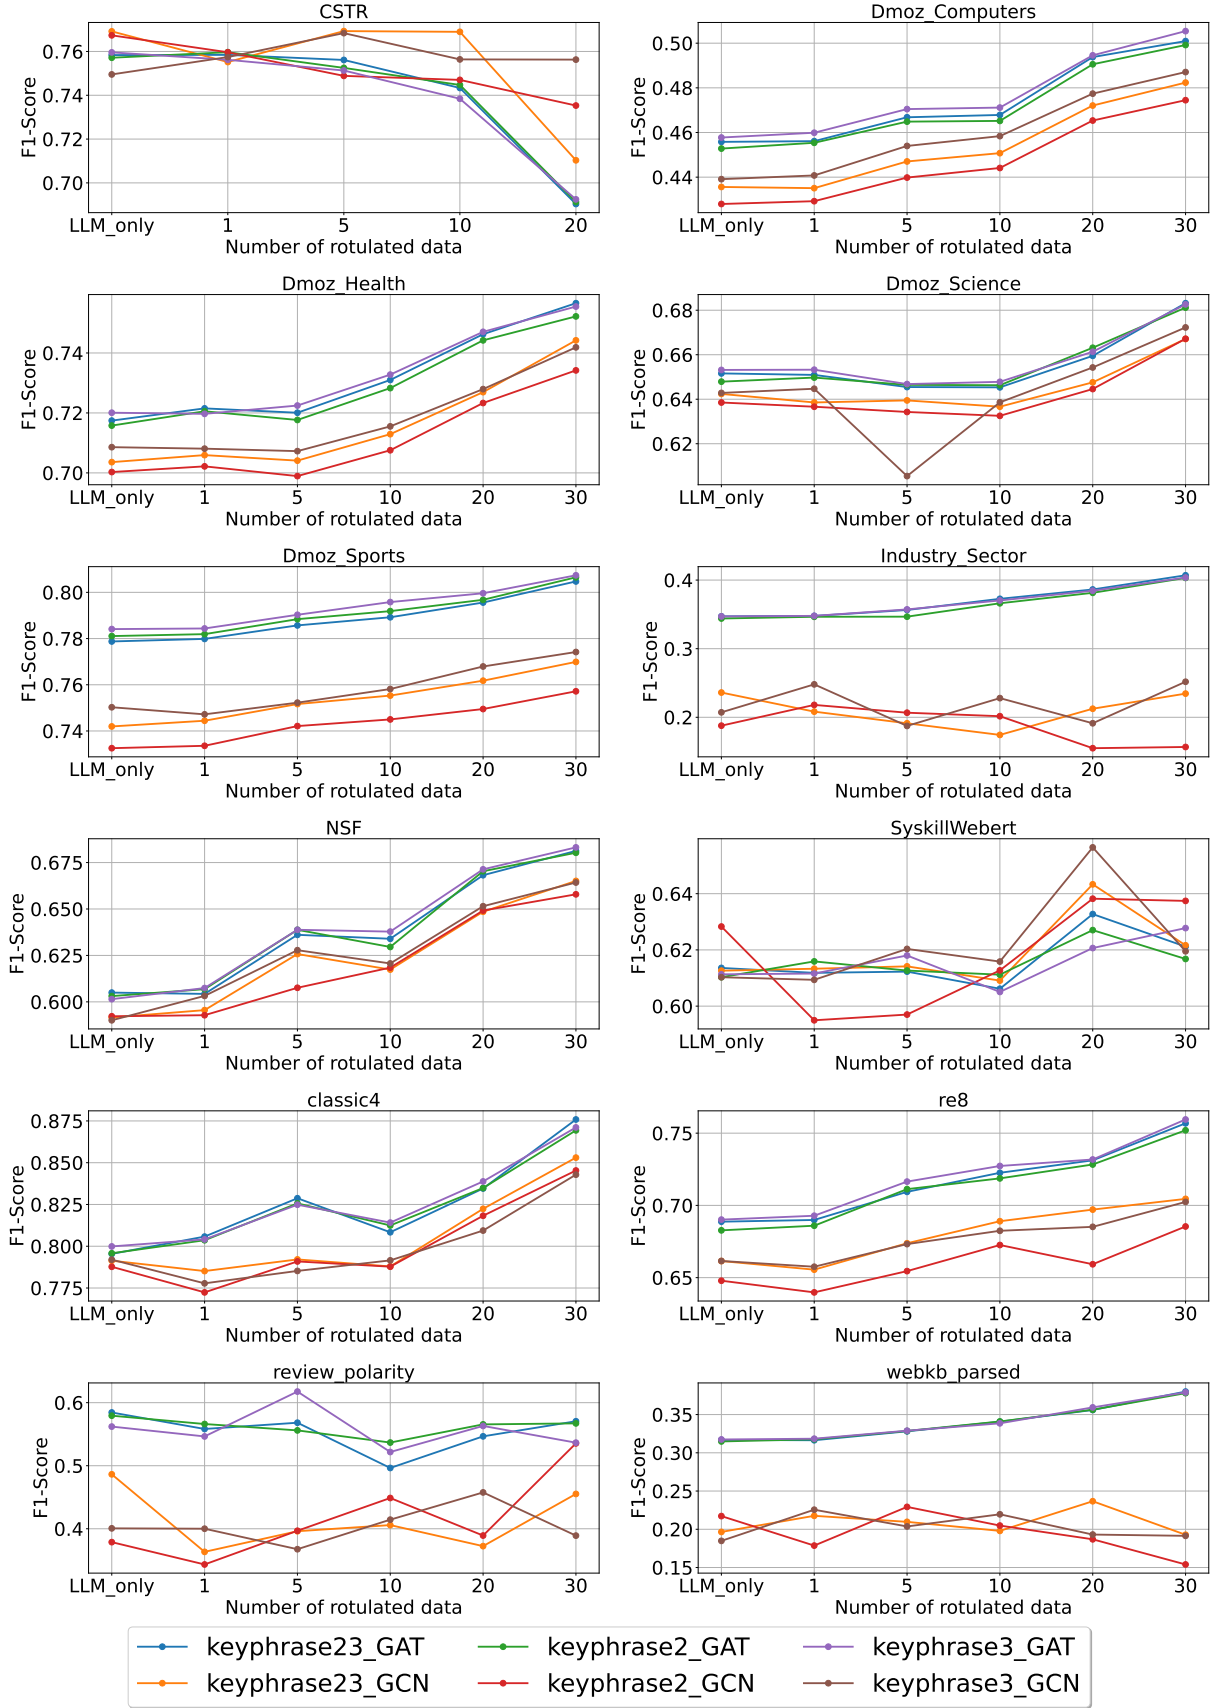 CSTR
F1-Score
0.76
0.74
0.72
0.70
LLM_only 1 5 10 20
Number of rotulated data
Dmoz_Computers
F1-Score
0.50
0.48
0.46
0.44
LLM_only 1 5 10 20 30
Number of rotulated data
Dmoz_Health
F1-Score
0.74
0.72
0.70
LLM_only 1 5 10 20 30
Number of rotulated data
Dmoz_Science
F1-Score
0.68
0.66
0.64
0.62
LLM_only 1 5 10 20 30
Number of rotulated data
Dmoz_Sports
F1-Score
0.80
0.78
0.76
0.74
LLM_only 1 5 10 20 30
Number of rotulated data
Industry_Sector
F1-Score
0.4
0.3
0.2
LLM_only 1 5 10 20 30
Number of rotulated data
NSF
F1-Score
0.675
0.650
0.625
0.600
LLM_only 1 5 10 20 30
Number of rotulated data
SyskillWebert
F1-Score
0.64
0.62
0.60
LLM_only 1 5 10 20 30
Number of rotulated data
classic4
F1-Score
0.875
0.850
0.825
0.800
0.775
LLM_only 1 5 10 20 30
Number of rotulated data
re8
F1-Score
0.75
0.70
0.65
LLM_only 1 5 10 20 30
Number of rotulated data
review_polarity
F1-Score
0.6
0.5
0.4
LLM_only 1 5 10 20 30
Number of rotulated data
webkb_parsed
F1-Score
0.35
0.30
0.25
0.20
0.15
LLM_only 1 5 10 20 30
Number of rotulated data
keyphrase23_GAT keyphrase2_GAT keyphrase3_GAT
keyphrase23_GCN keyphrase2_GCN keyphrase3_GCN